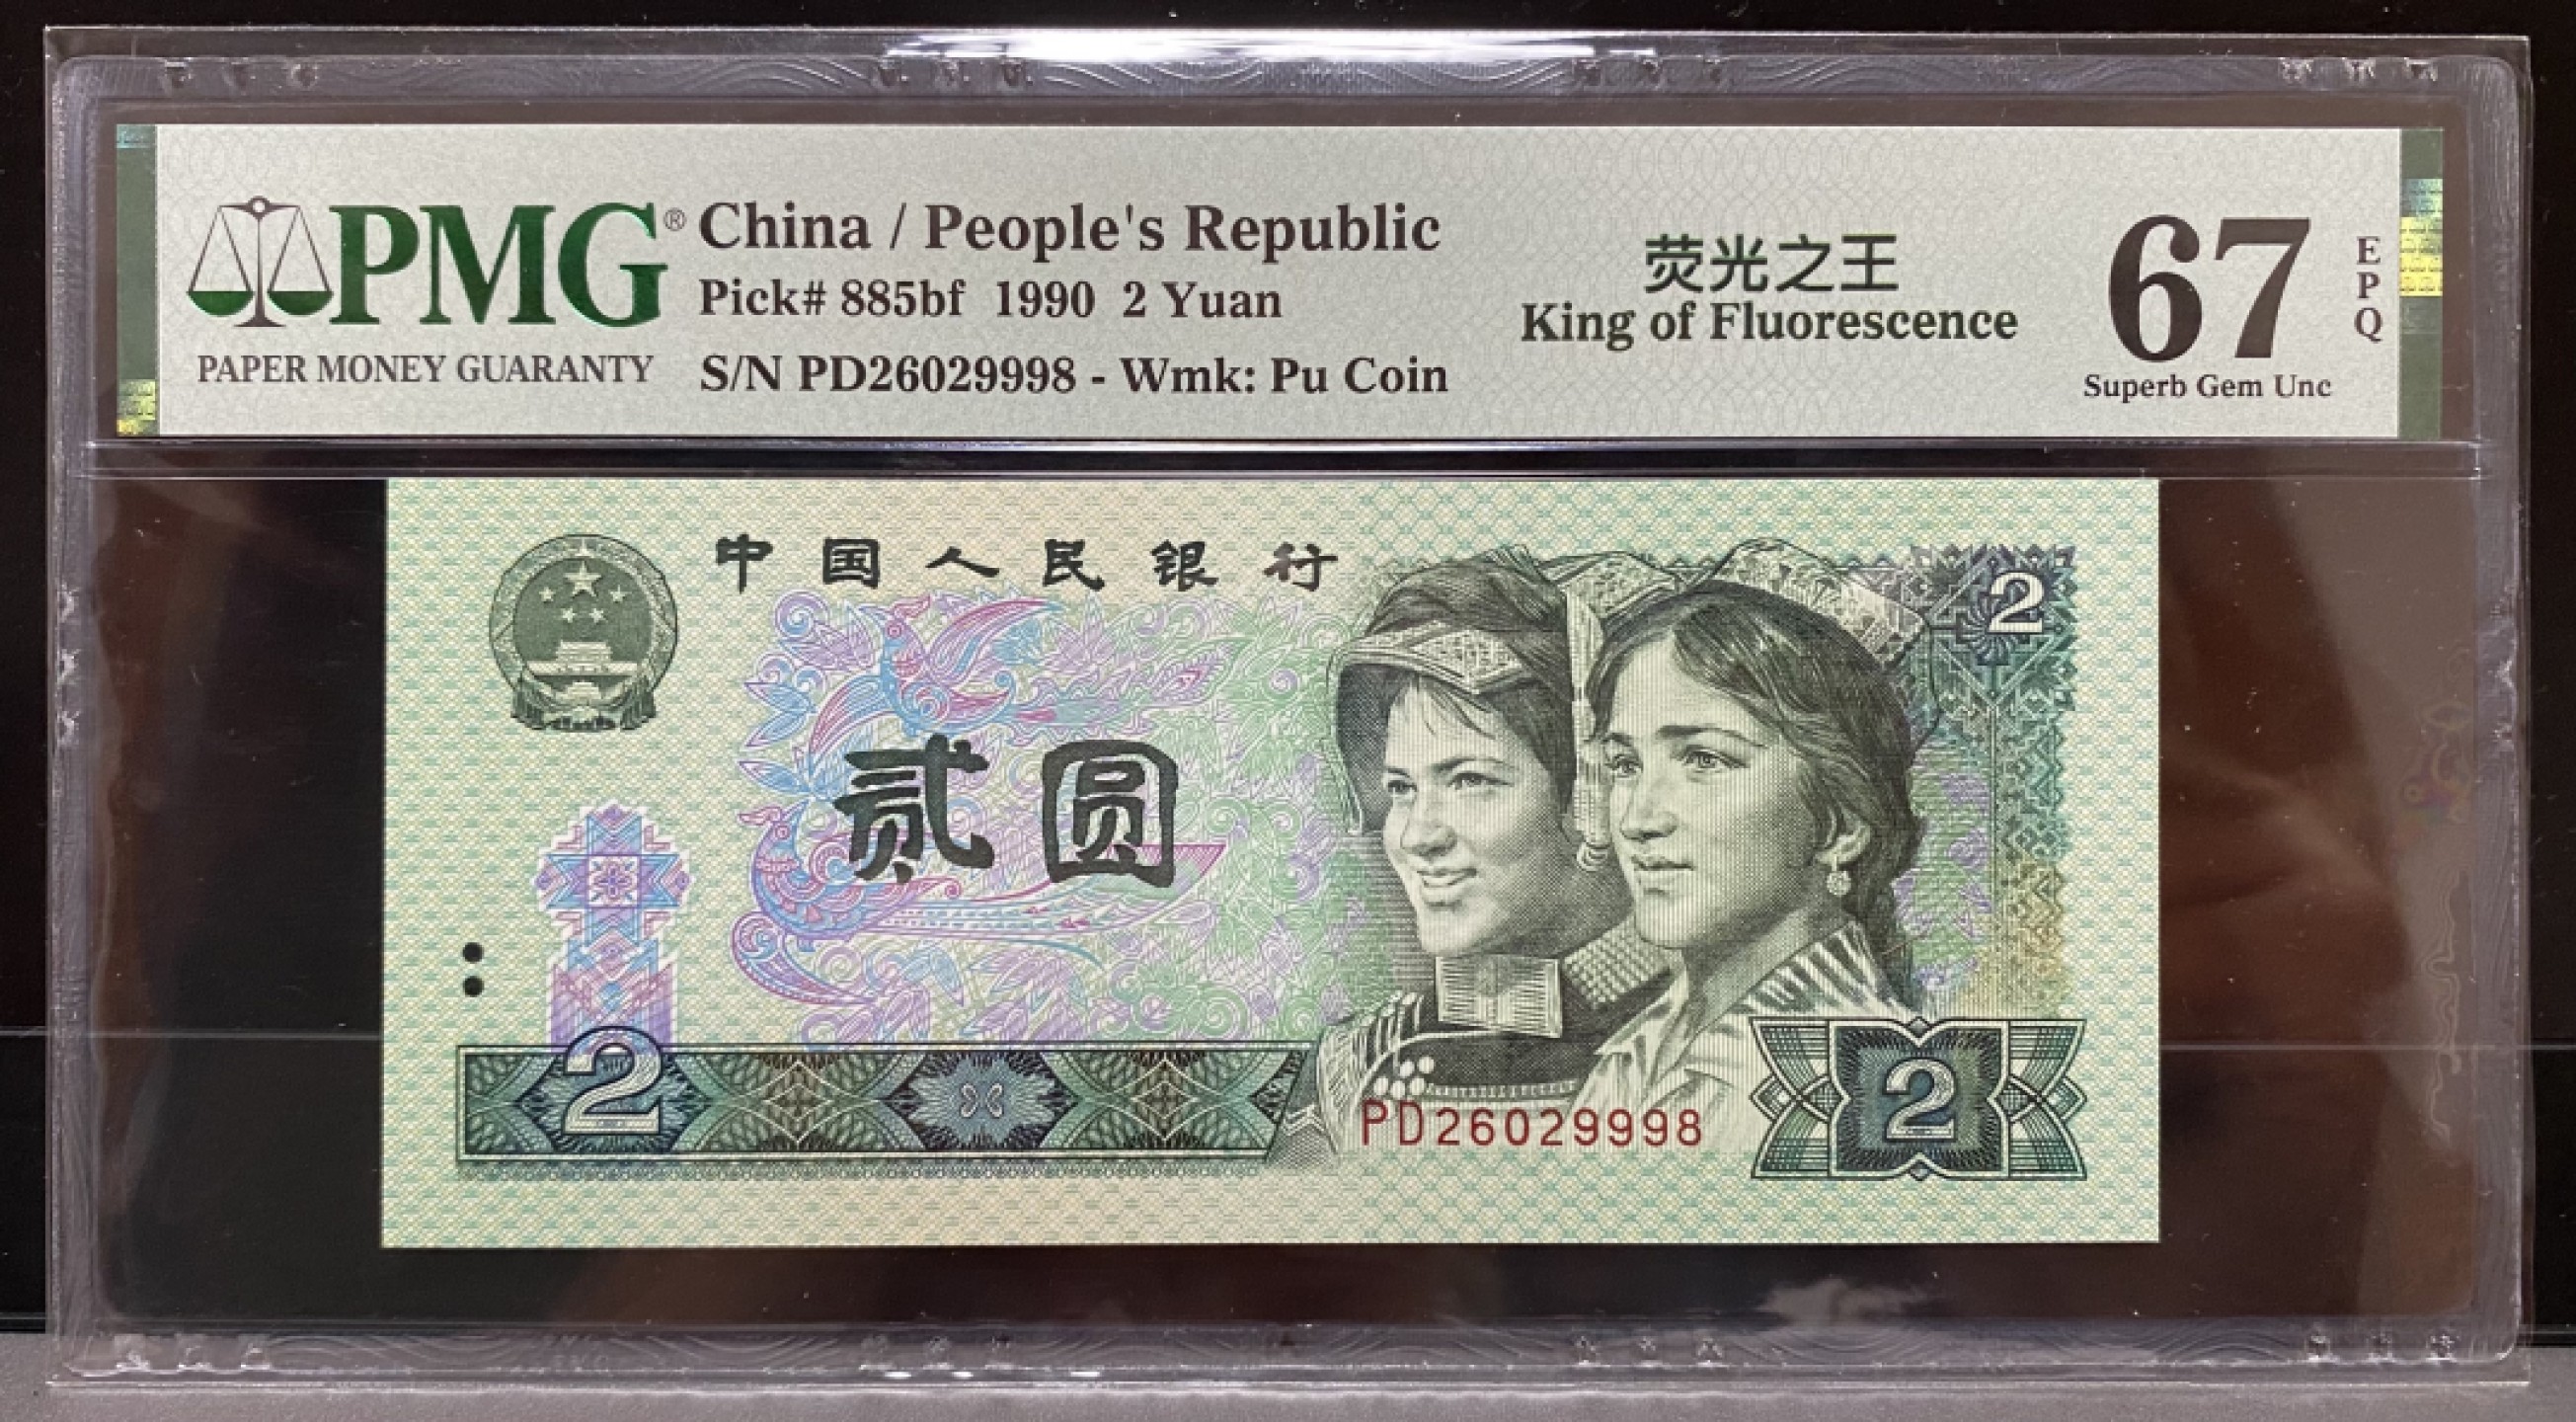 PMG®
PAPER MONEY GUARANTY
China / People's Republic
Pick# 885bf 1990 2 Yuan
S/N PD26029998 - Wmk: Pu Coin
荧光之王
King of Fluorescence
67
EPQ
Superb Gem Unc
中国人民银行
2
贰圆
2
PD26029998
2